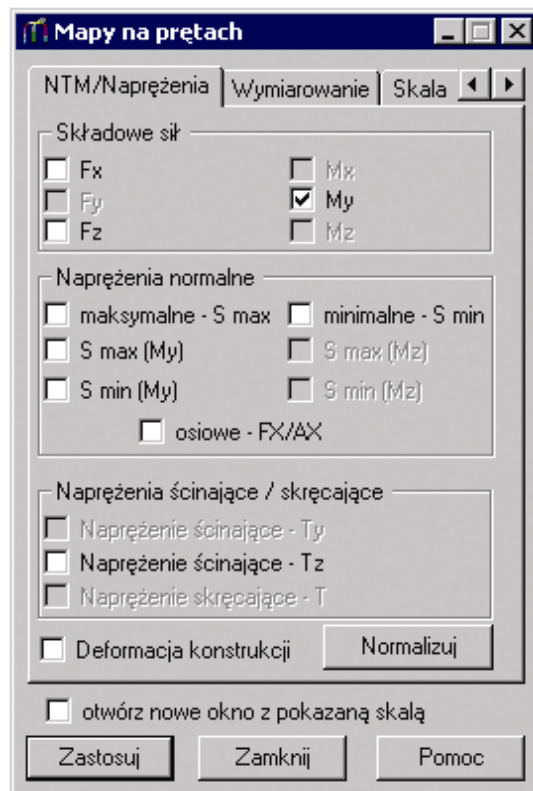 Mapy na prętach
NTM/Naprężenia Wymiarowanie Skala
Składowe sił
Fx Mx
Fy My
Fz Mz
Naprężenia normalne
maksymalne - S max minimalne - S min
S max (My) S max (Mz)
S min (My) S min (Mz)
osiowe - FX/AX
Naprężenia ścinające / skręcające
Naprężenie ścinające - Ty
Naprężenie ścinające - Tz
Naprężenie skręcające - T
Deformacja konstrukcji Normalizuj
otwórz nowe okno z pokazaną skalą
Zastosuj Zamknij Pomoc